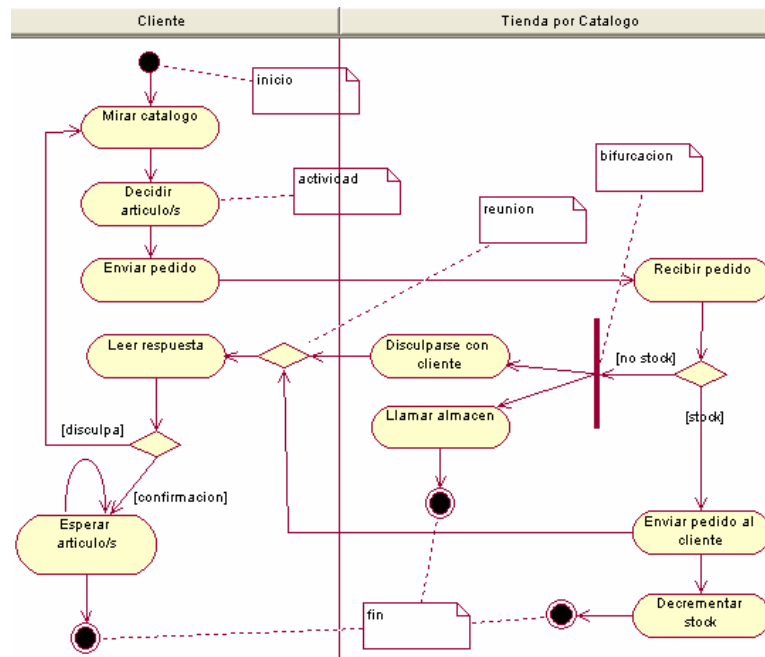 Cliente
Tienda por Catalogo
inicio
Mirar catalogo
bifurcacion
actividad
Decidir
articulo/s
reunion
Enviar pedido
Recibir pedido
Leer respuesta
Disculparse con
cliente
[no stock]
Llamar almacen
[stock]
[disculpa]
[confirmacion]
Esperar
articulo/s
Enviar pedido al
cliente
fin
Decrementar
stock